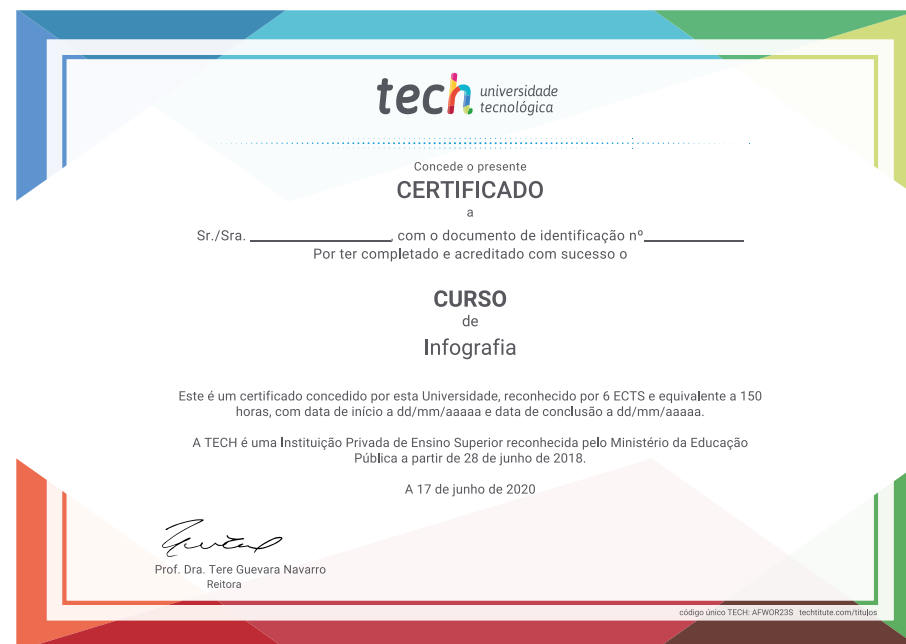 tech universidade
tecnológica
Concede o presente
CERTIFICADO
a
Sr./Sra. ____________________, com o documento de identificação nº______________
Por ter completado e acreditado com sucesso o
CURSO
de
Infografia
Este é um certificado concedido por esta Universidade, reconhecido por 6 ECTS e equivalente a 150
horas, com data de início a dd/mm/aaaaa e data de conclusão a dd/mm/aaaaa.
A TECH é uma Instituição Privada de Ensino Superior reconhecida pelo Ministério da Educação
Pública a partir de 28 de junho de 2018.
A 17 de junho de 2020
Prof. Dra. Tere Guevara Navarro
Reitora
código único TECH: AFWOR23S techtitute.com/titulos